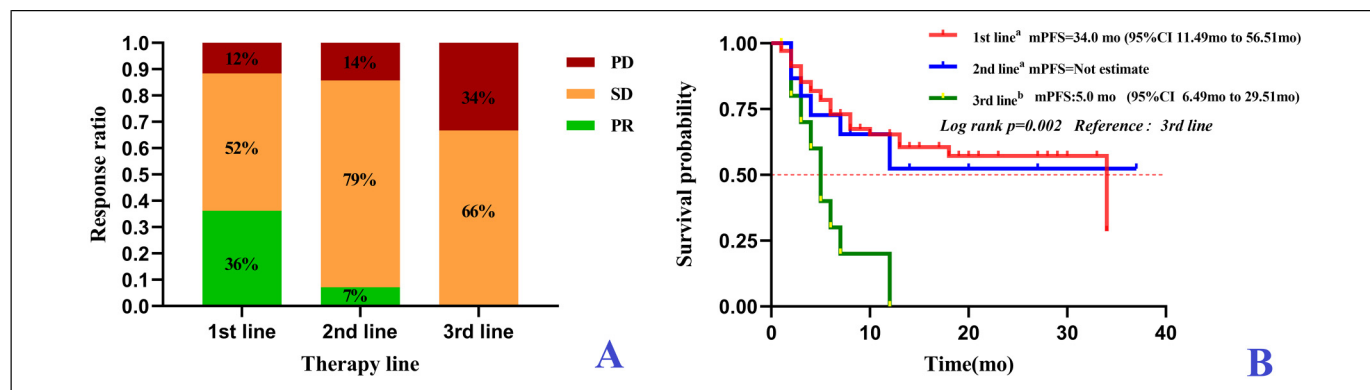 Response ratio
1.0
0.9
0.8
0.7
0.6
0.5
0.4
0.3
0.2
0.1
0.0
12%
14%
34%
52%
79%
66%
36%
7%
1st line
2nd line
3rd line
Therapy line
PD
SD
PR
A
Survival probability
1.00
0.75
0.50
0.25
0.00
0
10
20
30
40
Time(mo)
1st lineᵃ mPFS=34.0 mo (95%CI 11.49mo to 56.51mo)
2nd lineᵃ mPFS=Not estimate
3rd lineᵇ mPFS:5.0 mo (95%CI 6.49mo to 29.51mo)
Log rank p=0.002 Reference : 3rd line
B